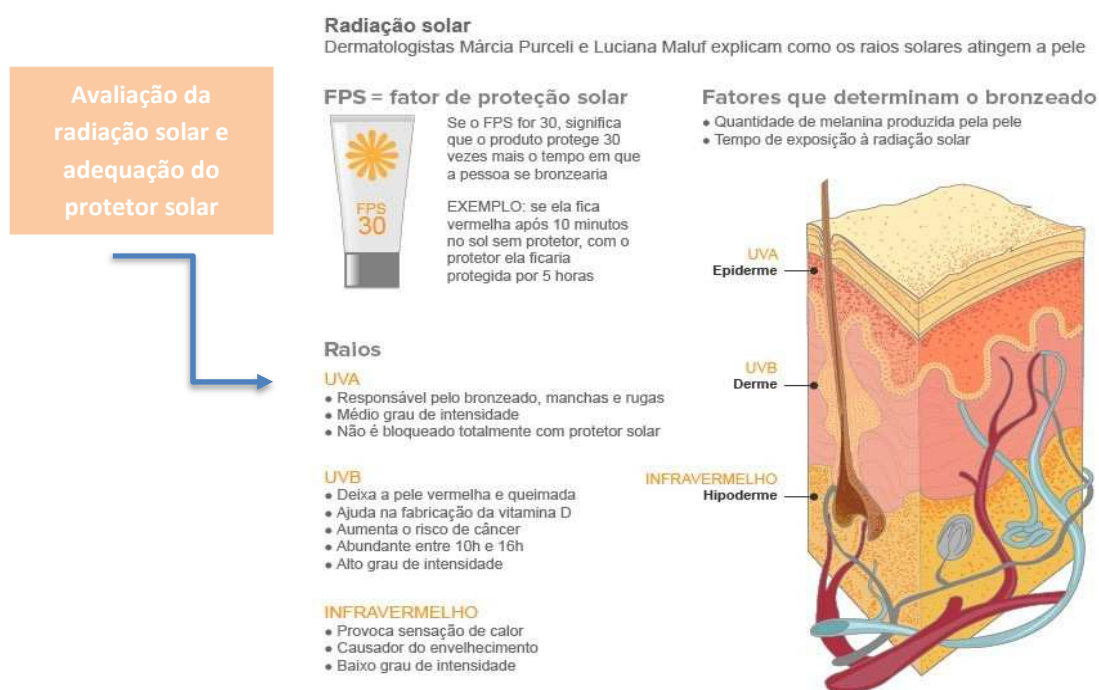 Radiação solar
Dermatologistas Márcia Purceli e Luciana Maluf explicam como os raios solares atingem a pele
Avaliação da
radiação solar e
adequação do
protetor solar
FPS = fator de proteção solar
FPS
30
Se o FPS for 30, significa
que o produto protege 30
vezes mais o tempo em que
a pessoa se bronzearia
EXEMPLO: se ela fica
vermelha após 10 minutos
no sol sem protetor, com o
protetor ela ficaria
protegida por 5 horas
Fatores que determinam o bronzeado
• Quantidade de melanina produzida pela pele
• Tempo de exposição à radiação solar
UVA
Epiderme
UVB
Derme
INFRAVERMELHO
Hipoderme
Raios
UVA
• Responsável pelo bronzeado, manchas e rugas
• Médio grau de intensidade
• Não é bloqueado totalmente com protetor solar
UVB
• Deixa a pele vermelha e queimada
• Ajuda na fabricação da vitamina D
• Aumenta o risco de câncer
• Abundante entre 10h e 16h
• Alto grau de intensidade
INFRAVERMELHO
• Provoca sensação de calor
• Causador do envelhecimento
• Baixo grau de intensidade